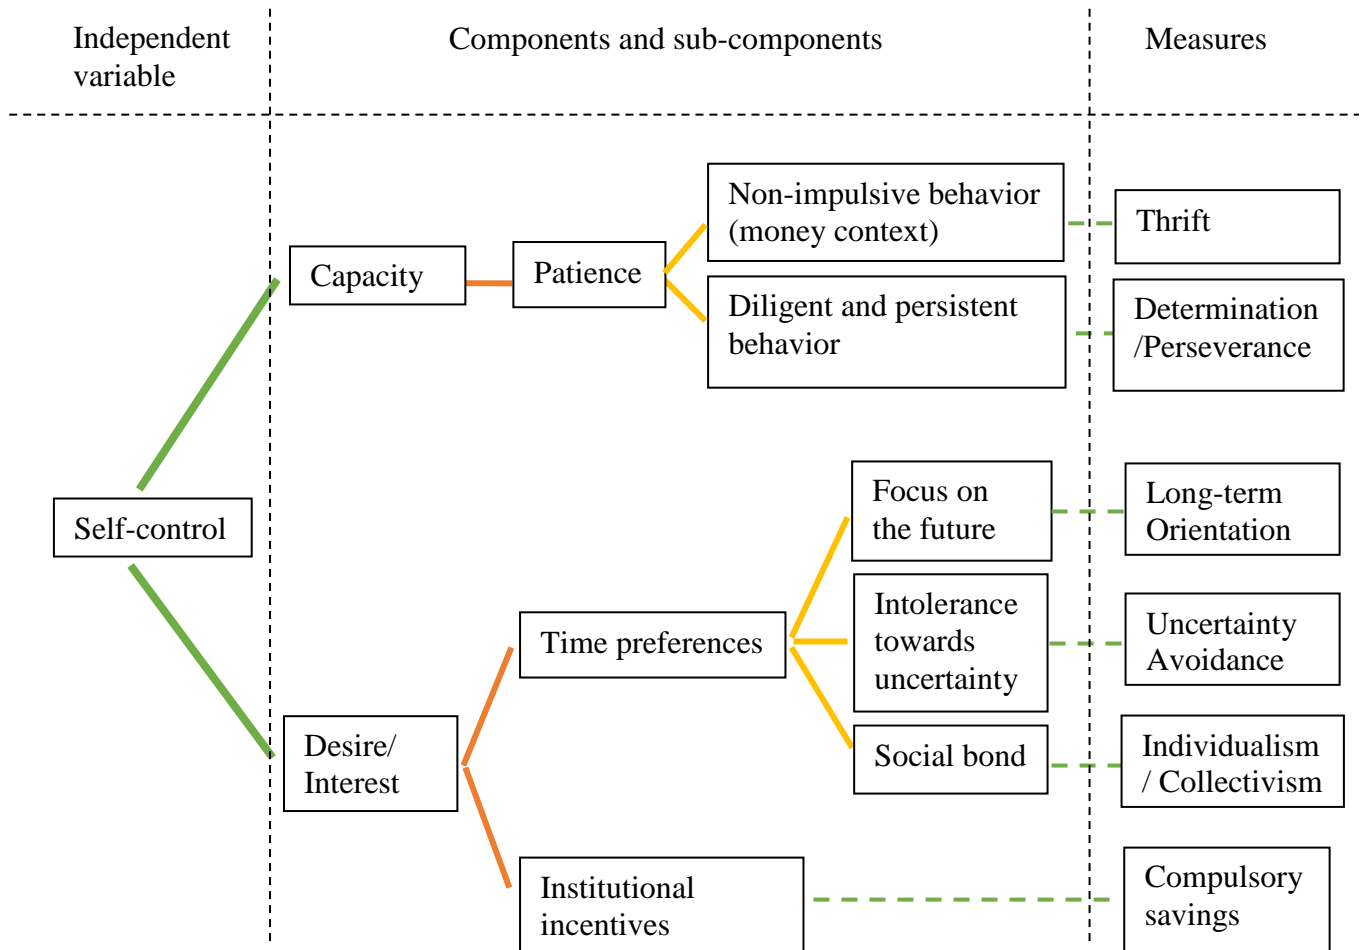 Independent
variable
Components and sub-components
Measures
Non-impulsive behavior
(money context)
Thrift
Capacity
Patience
Diligent and persistent
behavior
Determination
/Perseverance
Focus on
the future
Long-term
Orientation
Self-control
Intolerance
towards
uncertainty
Uncertainty
Avoidance
Time preferences
Social bond
Individualism
/ Collectivism
Desire/
Interest
Institutional
incentives
Compulsory
savings